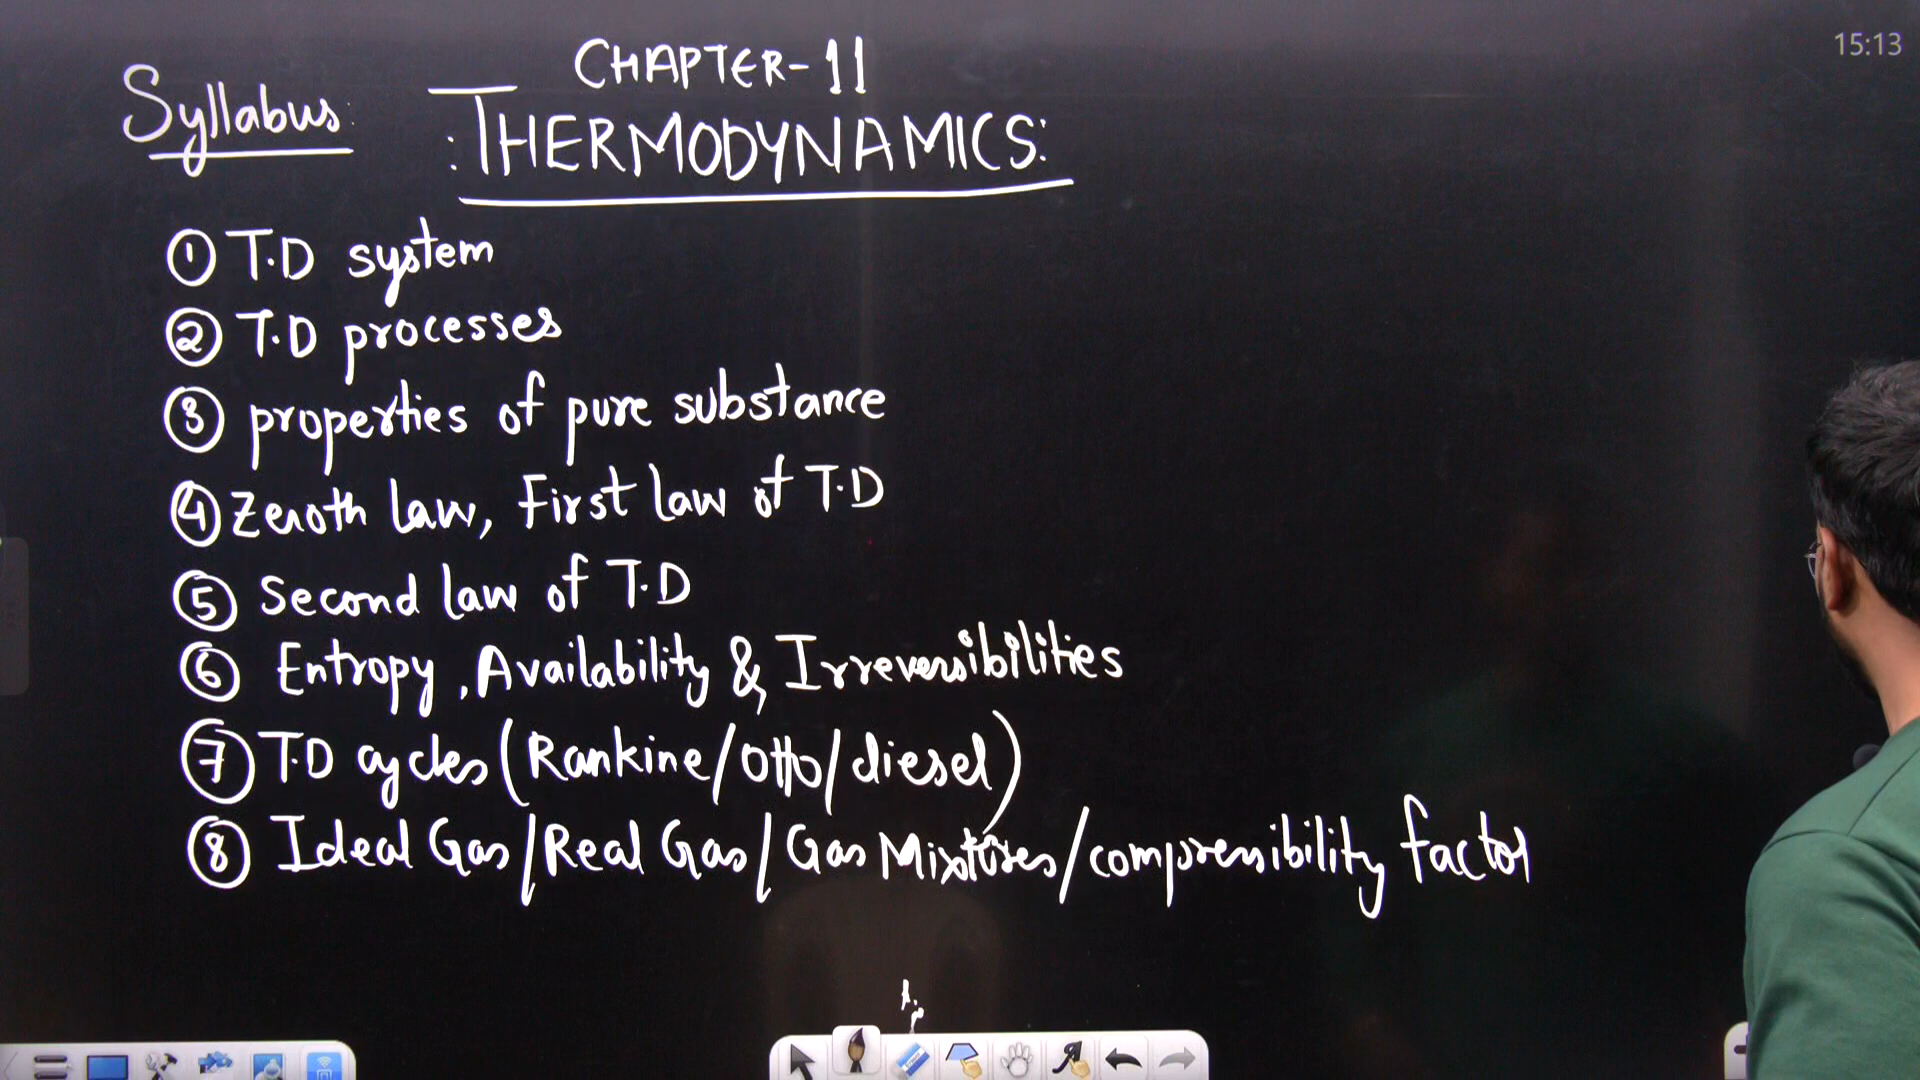 15:13
CHAPTER-11
Syllabus:
:THERMODYNAMICS:
① T.D system
② T.D processes
③ properties of pure substance
④ Zeroth law, First law of T.D
⑤ Second law of T.D
⑥ Entropy, Availability & Irreversibilities
⑦ T.D cycles (Rankine/Otto/diesel)
⑧ Ideal Gas/Real Gas/Gas Mixtures/compressibility factor